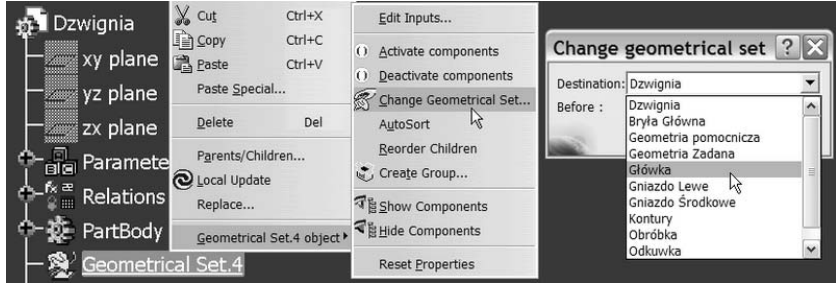 Dzwignia
xy plane
yz plane
zx plane
Paramete
Relations
PartBody
Geometrical Set.4
Cut Ctrl+X
Copy Ctrl+C
Paste Ctrl+V
Paste Special...
Delete Del
Parents/Children...
Local Update
Replace...
Geometrical Set.4 object
Edit Inputs...
Activate components
Deactivate components
Change Geometrical Set...
AutoSort
Reorder Children
Create Group...
Show Components
Hide Components
Reset Properties
Change geometrical set
Destination: Dzwignia
Before :
Dzwignia
Bryła Główna
Geometria pomocnicza
Geometria Zadana
Główka
Gniazdo Lewe
Gniazdo Środkowe
Kontury
Obróbka
Odkuwka